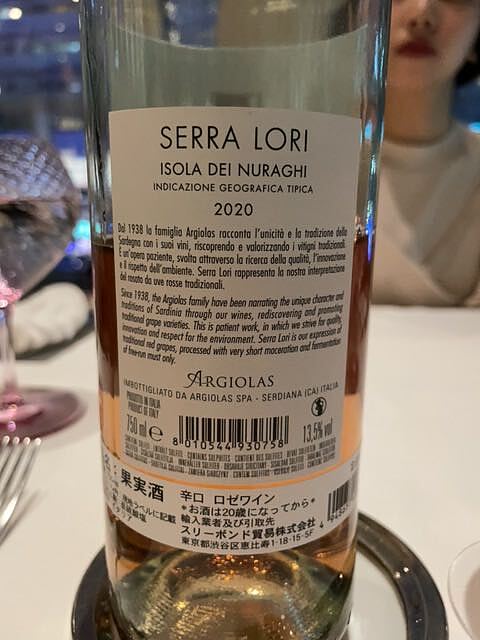 SERRA LORI
ISOLA DEI NURAGHI
INDICAZIONE GEOGRAFICA TIPICA
2020
Dal 1938 la famiglia Argiolas racconta l'unicità e la tradizione della
Sardegna con i suoi vini, riscoprendo e valorizzando i vitigni tradizionali.
È un'opera paziente, svolta attraverso la ricerca della qualità, l'innovazione
e il rispetto dell'ambiente. Serra Lori rappresenta la nostra interpretazione
del rosato da uve rosse tradizionali.
Since 1938, the Argiolas family have been narrating the unique character and
traditions of Sardinia through our wines, rediscovering and promoting
traditional grape varieties. This is patient work, in which we strive for quality,
innovation and respect for the environment. Serra Lori is our expression of
traditional red grapes, processed with very short maceration and fermentation
of free-run must only.
ARGIOLAS
IMBOTTIGLIATO DA ARGIOLAS SPA - SERDIANA (CA) ITALIA
PRODOTTO IN ITALIA
PRODUCT OF ITALY
750 ml e
8 010544 930758
13,5% vol
果実酒
辛口 ロゼワイン
*お酒は20歳になってから*
輸入業者及び引取先
スリーボンド貿易株式会社
東京都渋谷区恵比寿1-18-15-5F
ラベルに記載